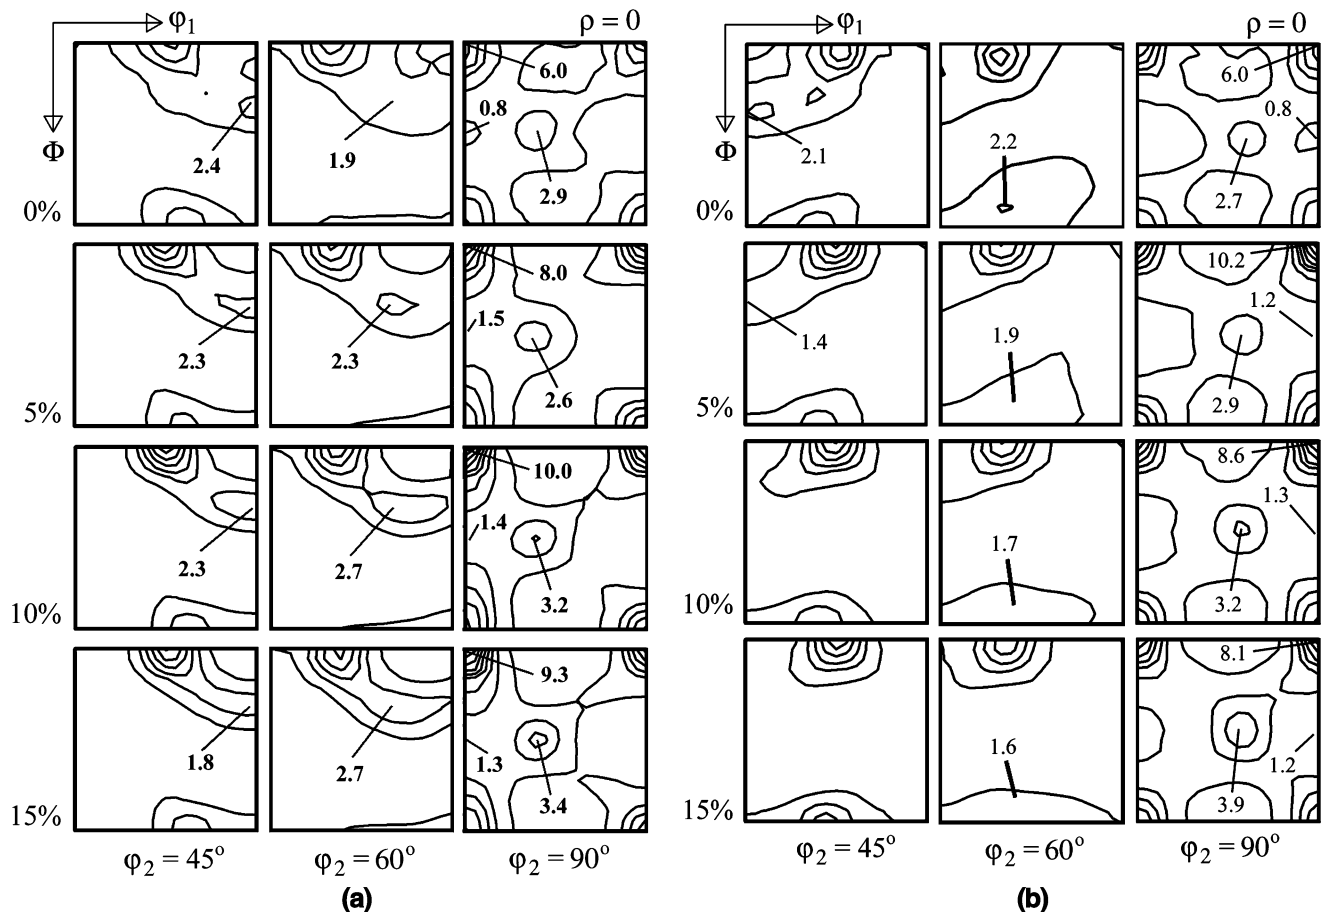 φ1 ρ = 0
Φ
6.0
0.8
2.4 1.9 2.9
0%
8.0
1.5
2.3 2.3 2.6
5%
10.0
1.4
2.3 2.7 3.2
10%
9.3
1.8 2.7 1.3 3.4
15%
φ2 = 45° φ2 = 60° φ2 = 90°
(a)
φ1 ρ = 0
Φ
6.0
0.8
2.1 2.2 2.7
0%
10.2
1.2
1.4 1.9 2.9
5%
8.6
1.3
1.7 3.2
10%
8.1
1.6 1.2 3.9
15%
φ2 = 45° φ2 = 60° φ2 = 90°
(b)